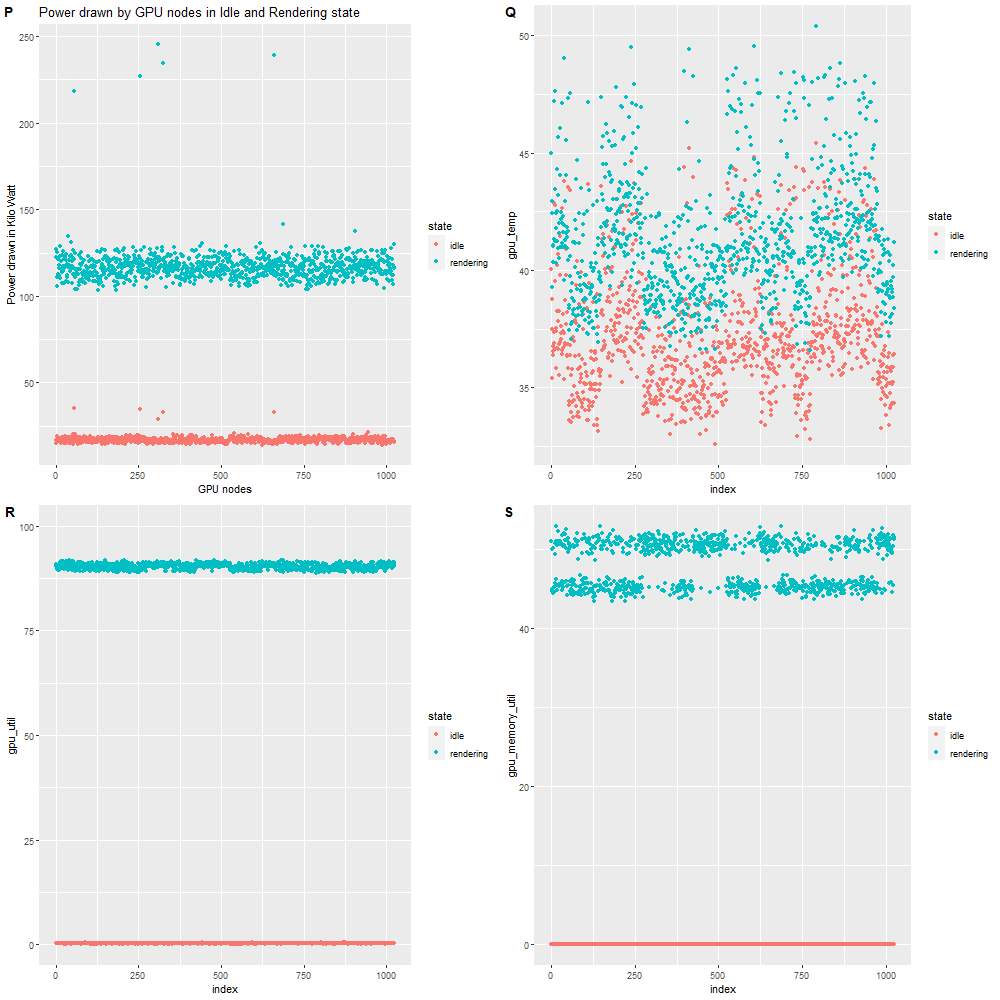 P
Power drawn by GPU nodes in Idle and Rendering state
Power drawn in Kilo Watt
250
200
150
100
50
0
250
500
750
1000
GPU nodes
state
idle
rendering
Q
gpu_temp
50
45
40
35
0
250
500
750
1000
index
state
idle
rendering
R
gpu_util
100
75
50
25
0
0
250
500
750
1000
index
state
idle
rendering
S
gpu_memory_util
40
20
0
0
250
500
750
1000
index
state
idle
rendering